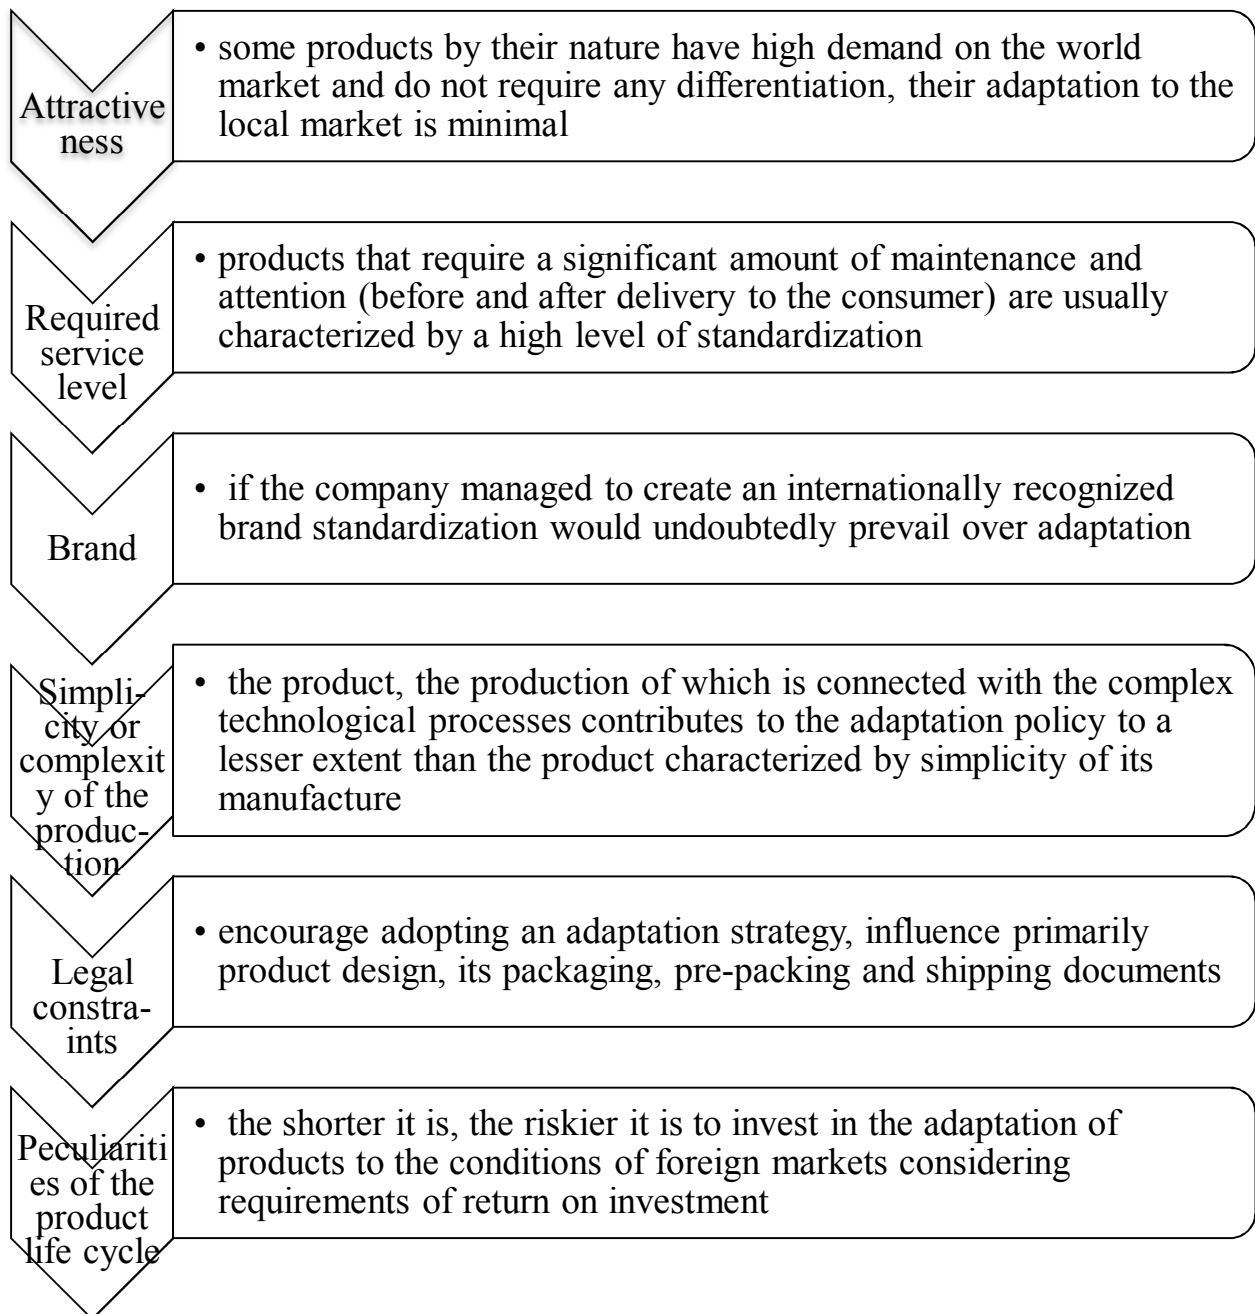 Attractive
ness
• some products by their nature have high demand on the world
market and do not require any differentiation, their adaptation to the
local market is minimal
Required
service
level
• products that require a significant amount of maintenance and
attention (before and after delivery to the consumer) are usually
characterized by a high level of standardization
Brand
• if the company managed to create an internationally recognized
brand standardization would undoubtedly prevail over adaptation
Simpli-
city or
complexit
y of the
produc-
tion
• the product, the production of which is connected with the complex
technological processes contributes to the adaptation policy to a
lesser extent than the product characterized by simplicity of its
manufacture
Legal
constra-
ints
• encourage adopting an adaptation strategy, influence primarily
product design, its packaging, pre-packing and shipping documents
Peculiariti
es of the
product
life cycle
• the shorter it is, the riskier it is to invest in the adaptation of
products to the conditions of foreign markets considering
requirements of return on investment